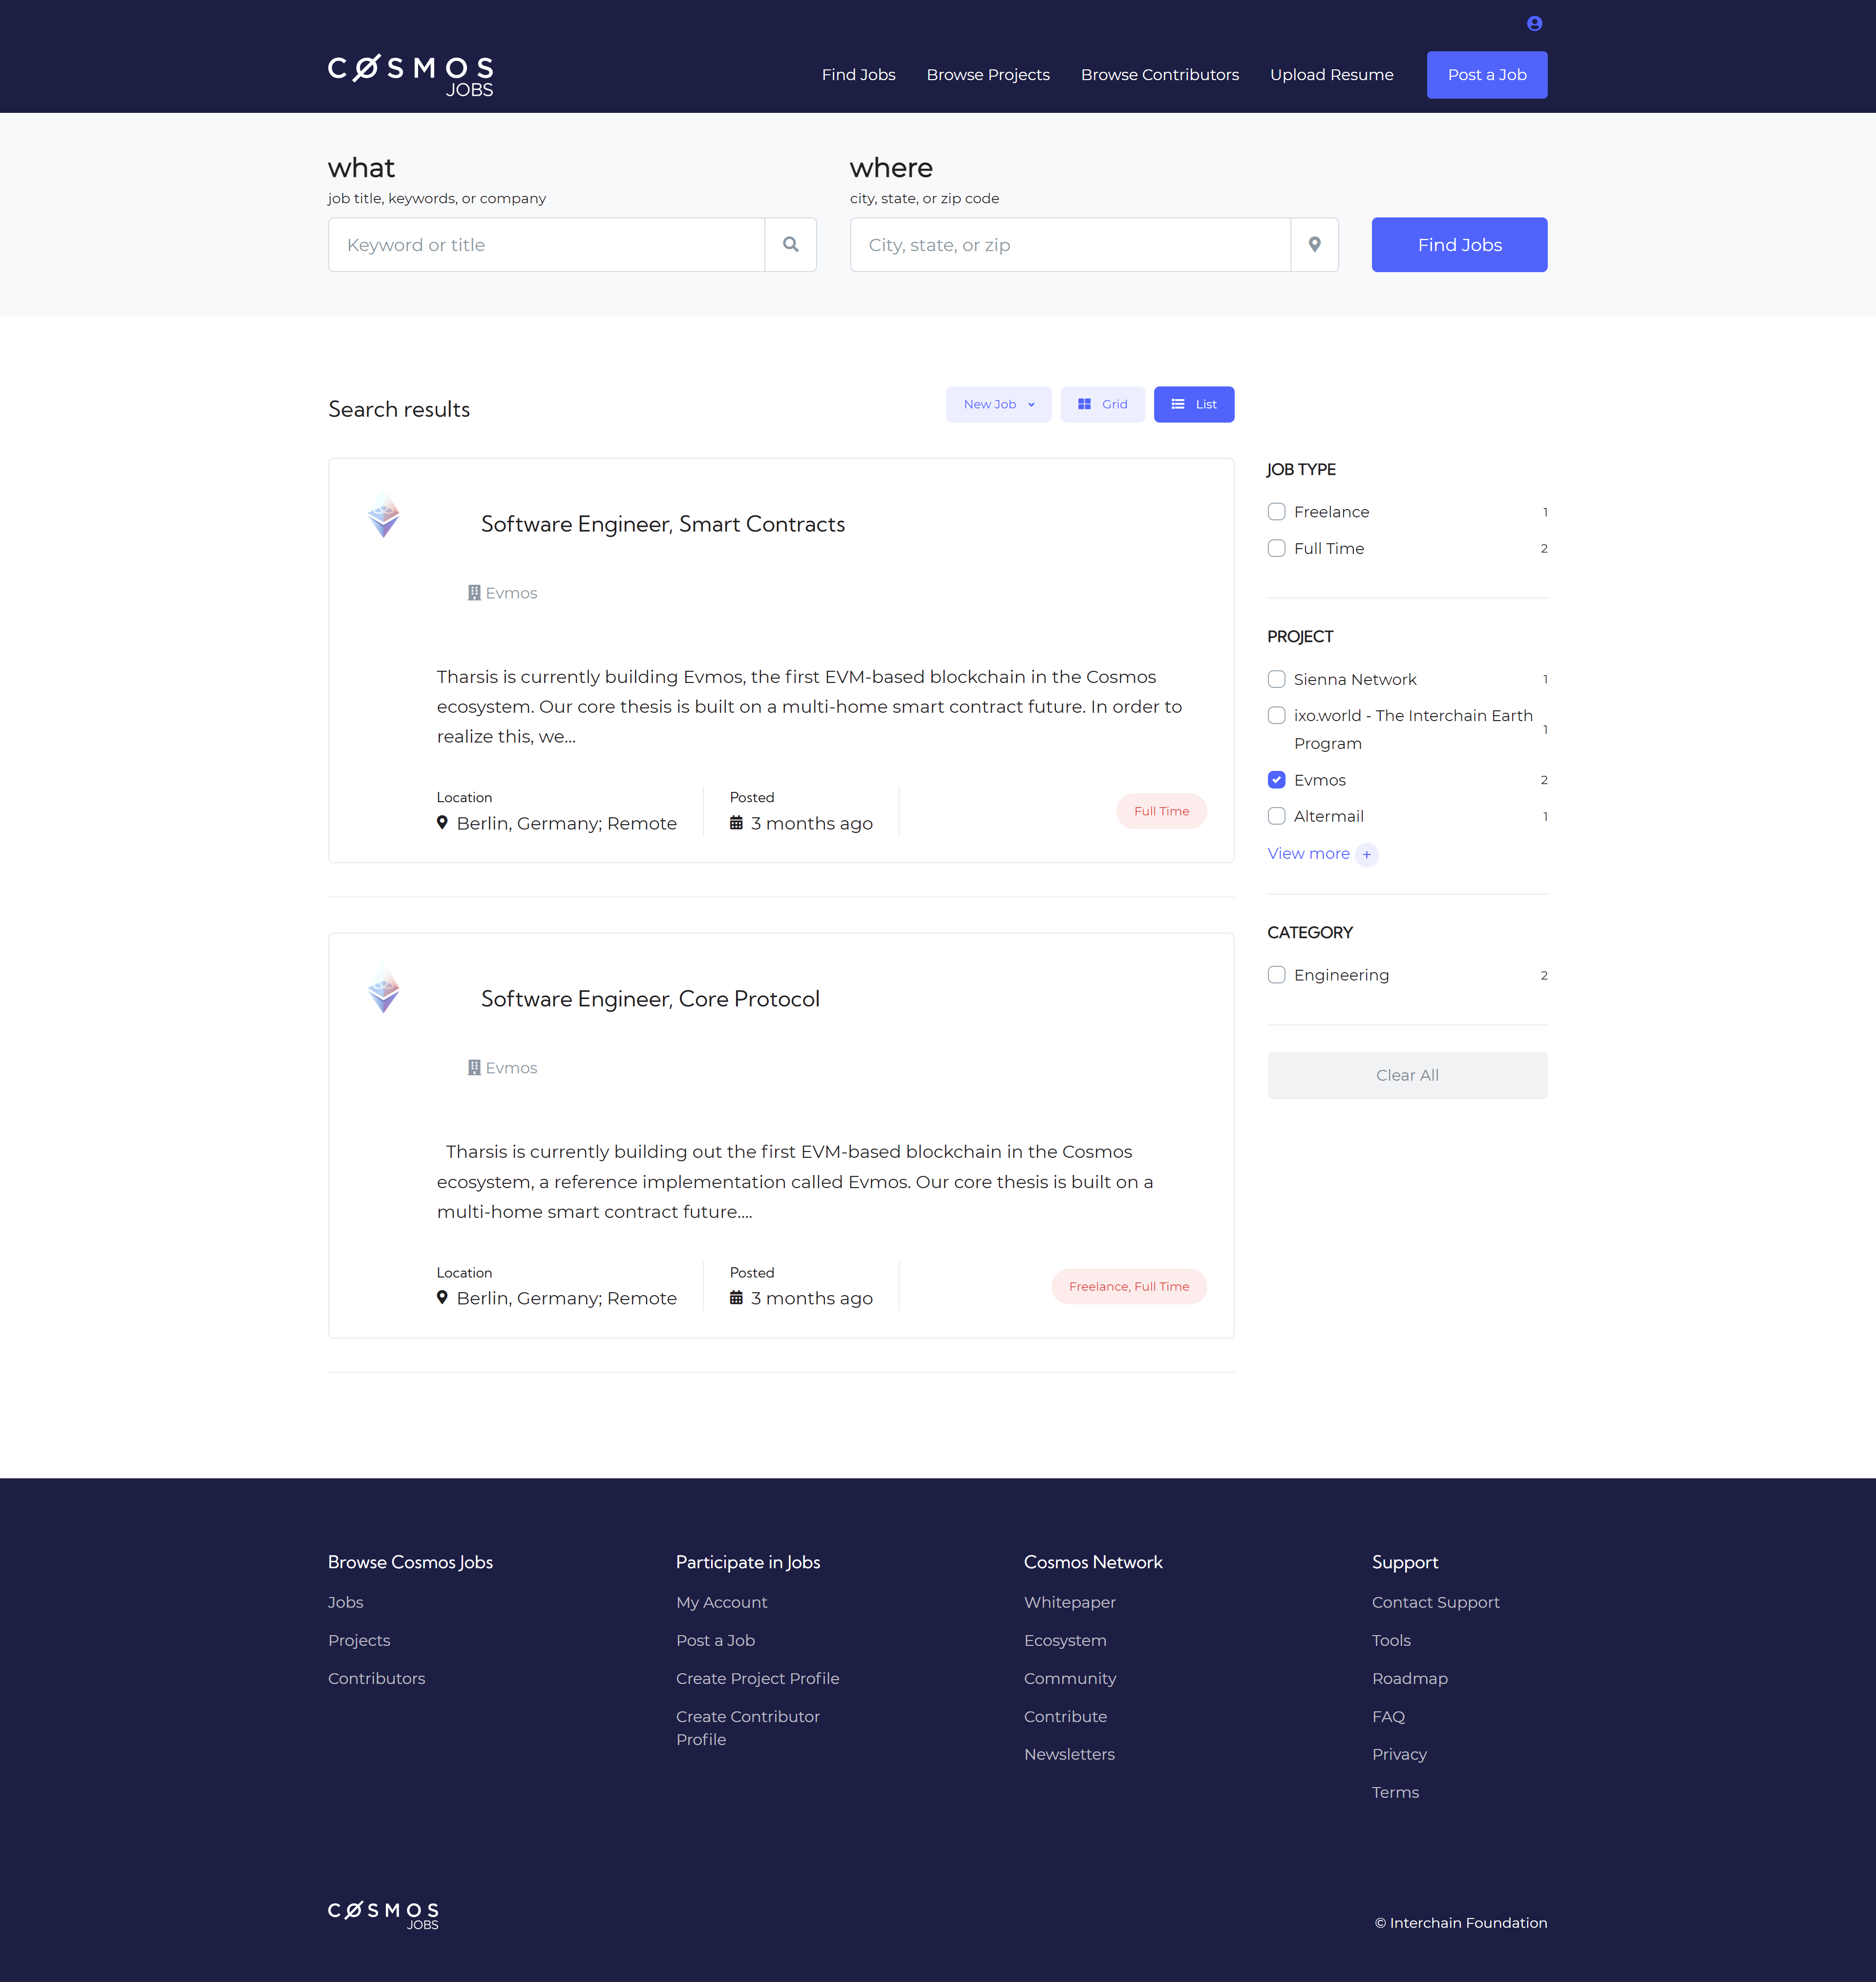 COSMOS
JOBS
Find Jobs
Browse Projects
Browse Contributors
Upload Resume
Post a Job
what
job title, keywords, or company
Keyword or title
where
city, state, or zip code
City, state, or zip
Find Jobs
Search results
New Job
Grid
List
Software Engineer, Smart Contracts
Evmos
Tharsis is currently building Evmos, the first EVM-based blockchain in the Cosmos
ecosystem. Our core thesis is built on a multi-home smart contract future. In order to
realize this, we...
Location
Berlin, Germany; Remote
Posted
3 months ago
Full Time
Software Engineer, Core Protocol
Evmos
Tharsis is currently building out the first EVM-based blockchain in the Cosmos
ecosystem, a reference implementation called Evmos. Our core thesis is built on a
multi-home smart contract future....
Location
Berlin, Germany; Remote
Posted
3 months ago
Freelance, Full Time
JOB TYPE
Freelance 1
Full Time 2
PROJECT
Sienna Network 1
ixo.world - The Interchain Earth
Program 1
Evmos 2
Altermail 1
View more +
CATEGORY
Engineering 2
Clear All
Browse Cosmos Jobs
Jobs
Projects
Contributors
Participate in Jobs
My Account
Post a Job
Create Project Profile
Create Contributor
Profile
Cosmos Network
Whitepaper
Ecosystem
Community
Contribute
Newsletters
Support
Contact Support
Tools
Roadmap
FAQ
Privacy
Terms
COSMOS
JOBS
© Interchain Foundation